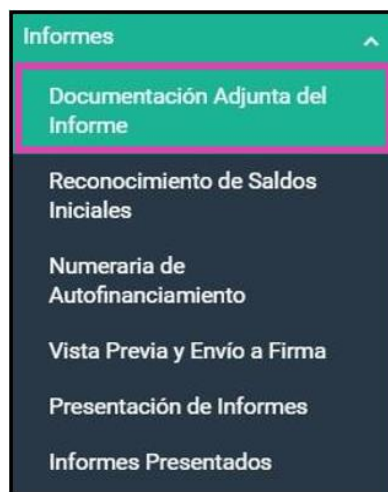 Informes
Documentación Adjunta del
Informe
Reconocimiento de Saldos
Iniciales
Numeraria de
Autofinanciamiento
Vista Previa y Envío a Firma
Presentación de Informes
Informes Presentados